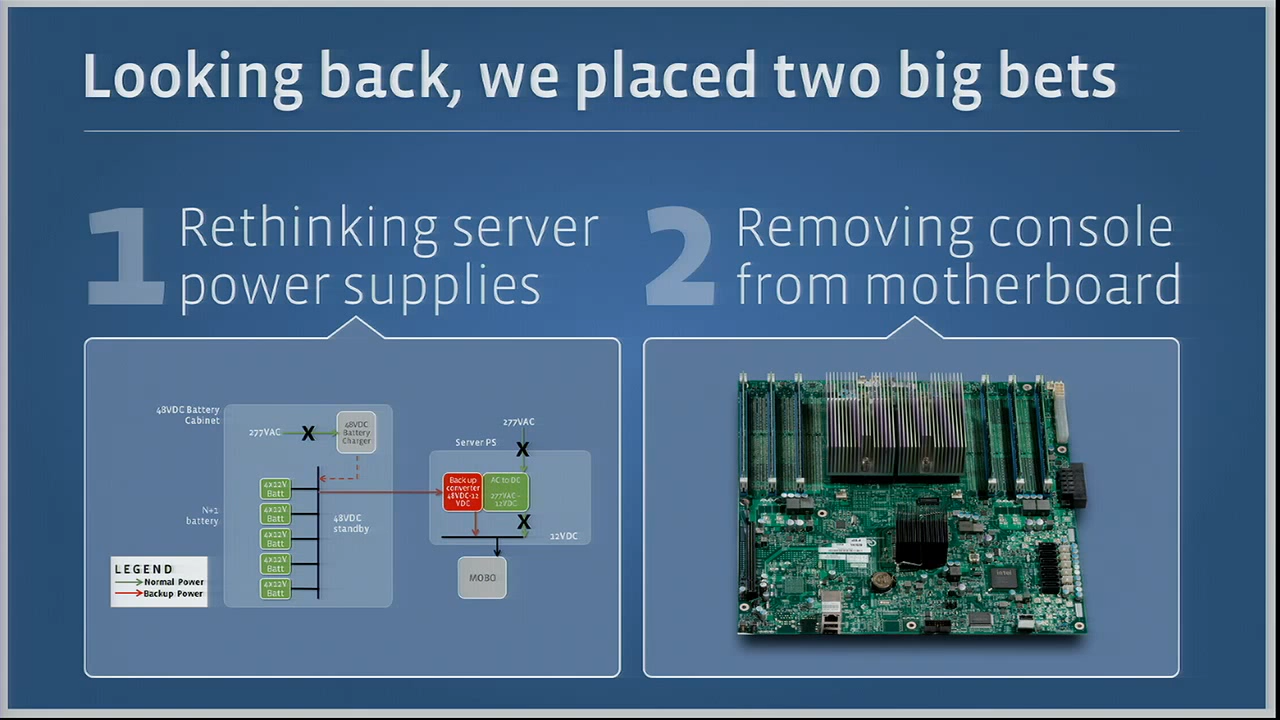 Looking back, we placed two big bets
1
Rethinking server
power supplies
2
Removing console
from motherboard
48VDC Battery
Cabinet
277VAC
X
48VDC
Battery
Charger
4x12V
Batt
4x12V
Batt
4x12V
Batt
4x12V
Batt
4x12V
Batt
N+1
battery
48VDC
standby
277VAC
X
Server PS
Backup
converter
48VDC-12
VDC
AC to DC
277VAC-
12VDC
X
12VDC
MOBO
LEGEND
Normal Power
Backup Power